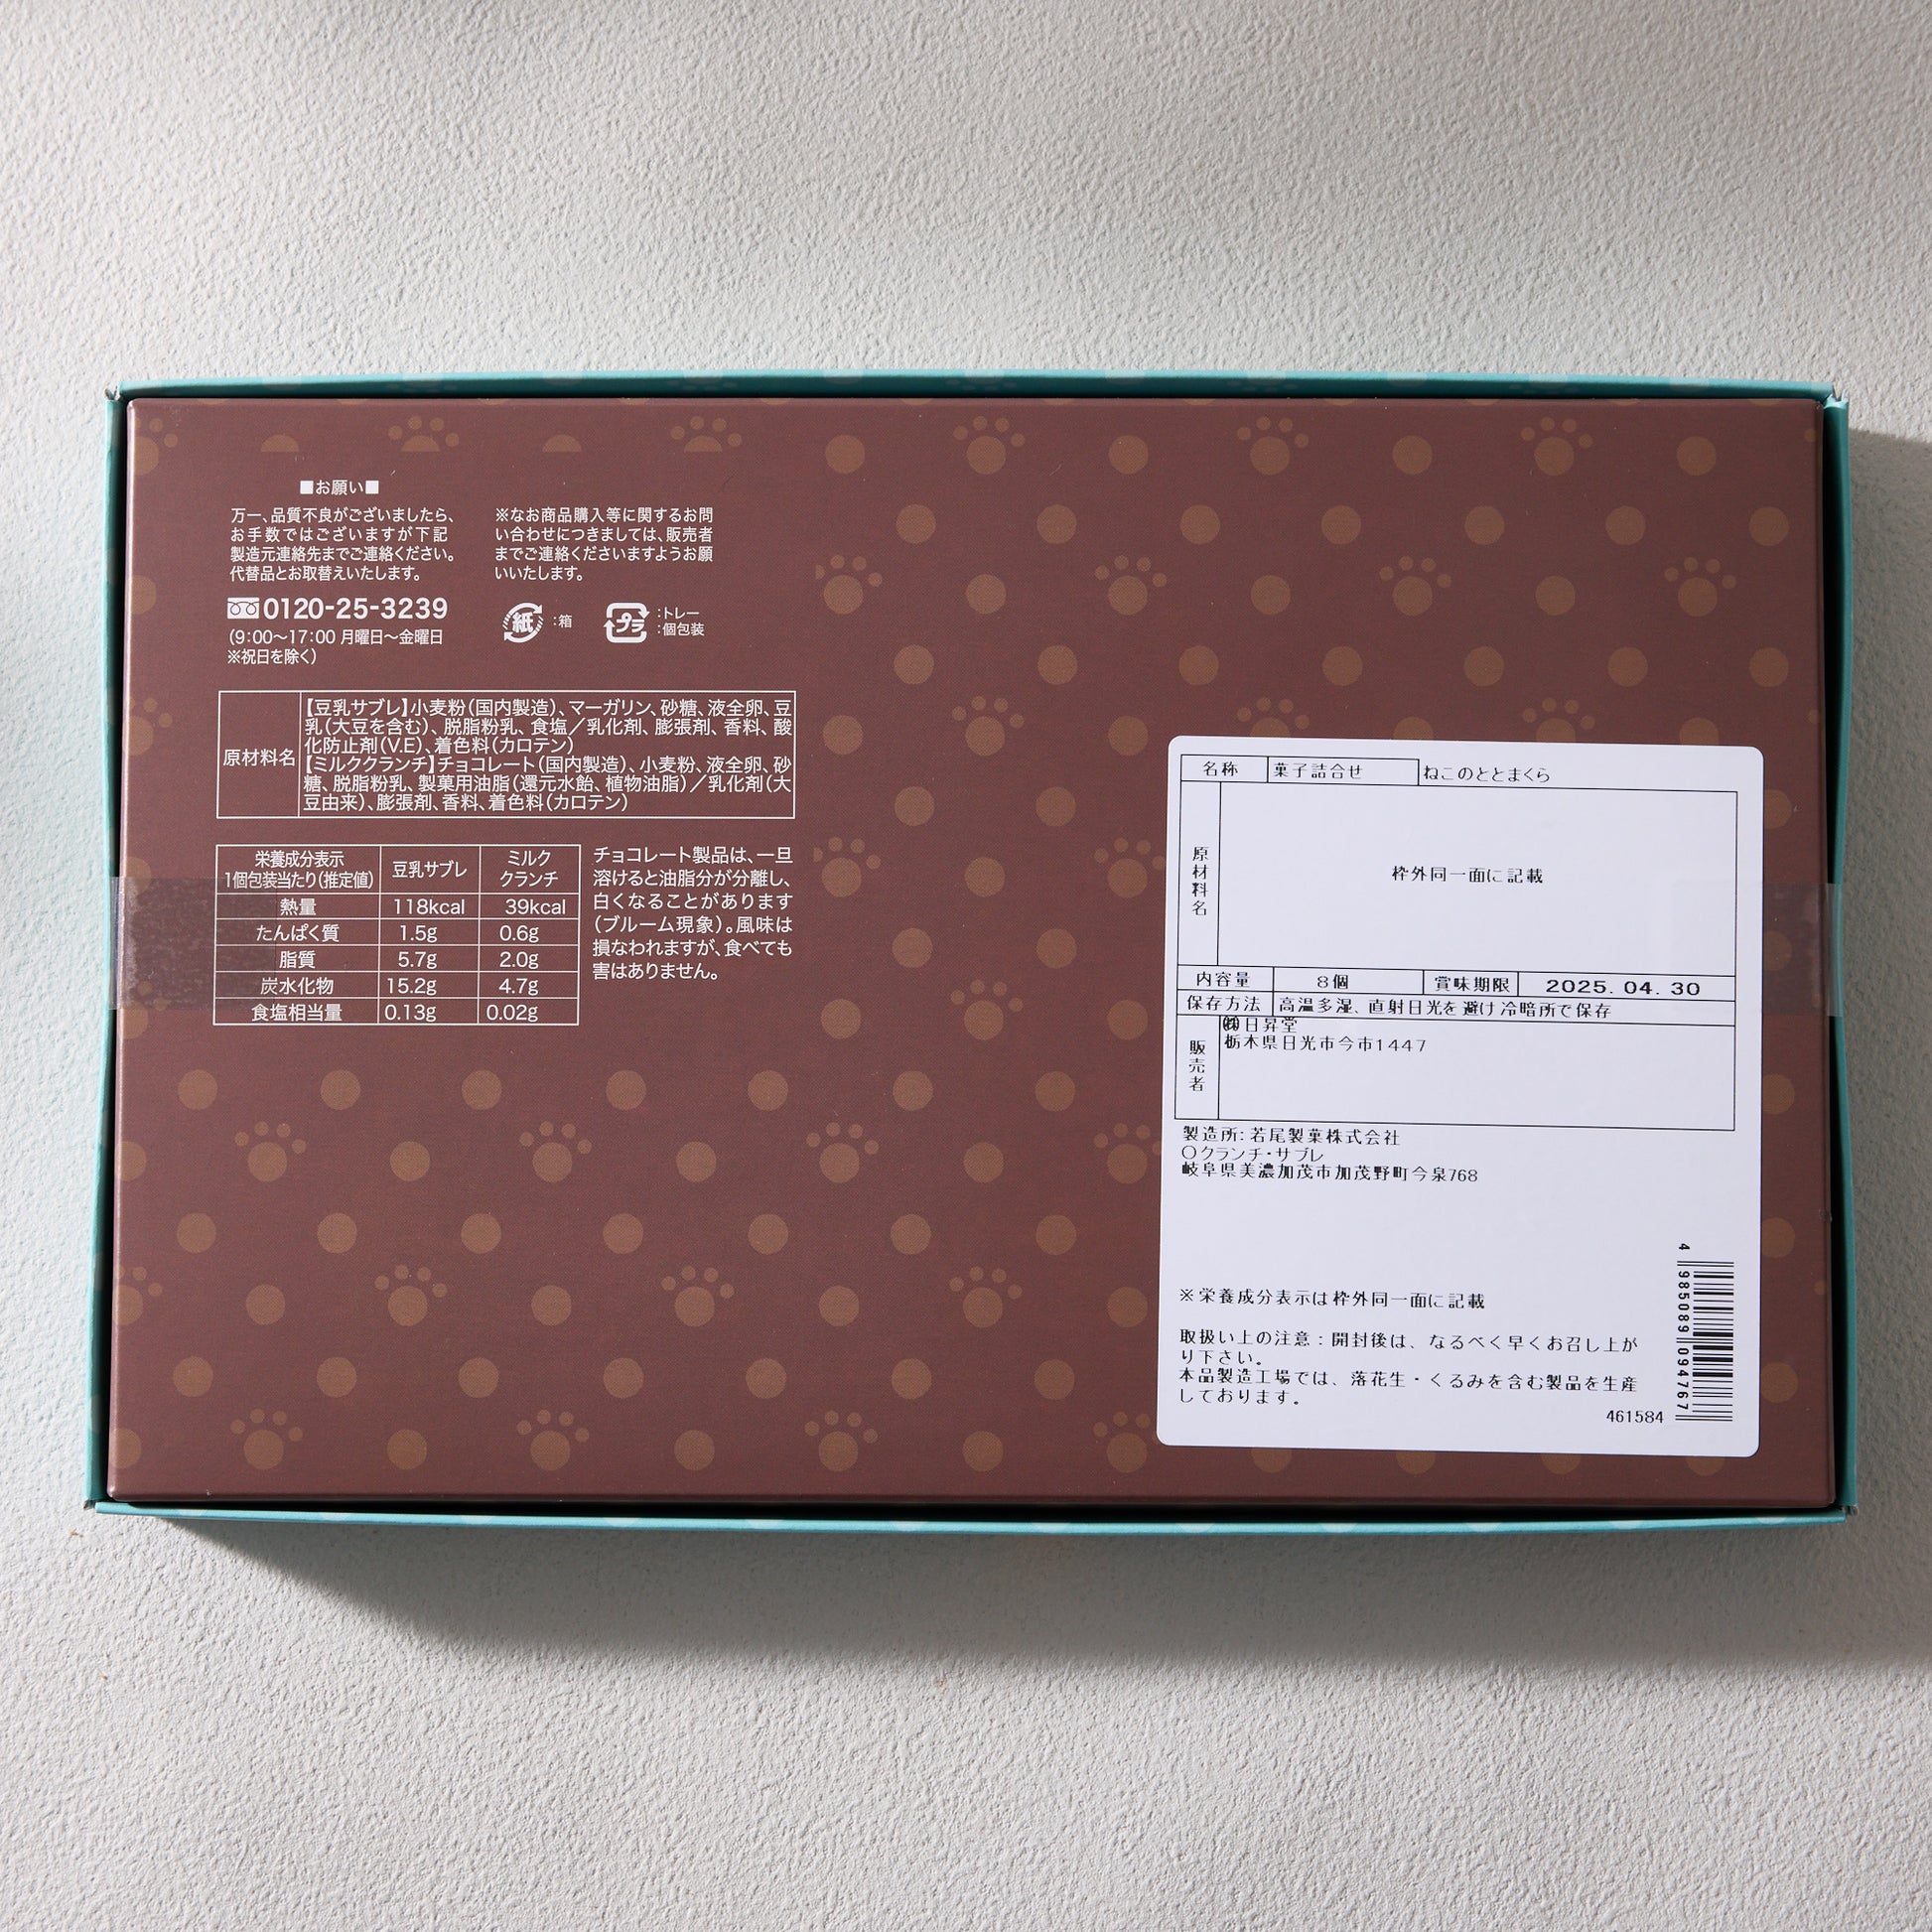 ■お願い■
万一、品質不良がございましたら、
お手数ではございますが下記
製造元連絡先までご連絡ください。
代替品とお取替えいたします。
0120-25-3239
(9:00〜17:00 月曜日〜金曜日
※祝日を除く)
※なお商品購入等に関するお問
い合わせにつきましては、販売者
までご連絡くださいますようお願
いいたします。
紙 :箱
プラ :トレー
:個包装
原材料名
【豆乳サブレ】小麦粉(国内製造)、マーガリン、砂糖、液全卵、豆
乳(大豆を含む)、脱脂粉乳、食塩／乳化剤、膨張剤、香料、酸
化防止剤(V.E)、着色料(カロテン)
【ミルククランチ】チョコレート(国内製造)、小麦粉、液全卵、砂
糖、脱脂粉乳、製菓用油脂(還元水飴、植物油脂)／乳化剤(大
豆由来)、膨張剤、香料、着色料(カロテン)
栄養成分表示
1個包装当たり(推定値)
豆乳サブレ
ミルク
クランチ
熱量 118kcal 39kcal
たんぱく質 1.5g 0.6g
脂質 5.7g 2.0g
炭水化物 15.2g 4.7g
食塩相当量 0.13g 0.02g
チョコレート製品は、一旦
溶けると油脂分が分離し、
白くなることがあります
(ブルーム現象)。風味は
損なわれますが、食べても
害はありません。
名称 菓子詰合せ ねこのととまくら
原材料名
枠外同一面に記載
内容量 8個 賞味期限 2025.04.30
保存方法 高温多湿、直射日光を避け冷暗所で保存
販売者
㈱日昇堂
栃木県日光市今市1447
製造所:若尾製菓株式会社
○クランチ・サブレ
岐阜県美濃加茂市加茂野町今泉768
※栄養成分表示は枠外同一面に記載
取扱い上の注意：開封後は、なるべく早くお召し上が
り下さい。
本品製造工場では、落花生・くるみを含む製品を生産
しております。
461584
4 985089 094767